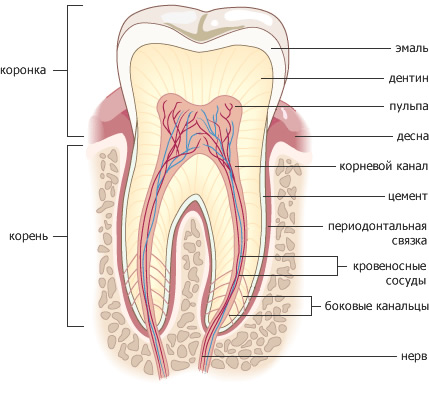 коронка
корень
эмаль
дентин
пульпа
десна
корневой канал
цемент
периодонтальная
связка
кровеносные
сосуды
боковые канальцы
нерв